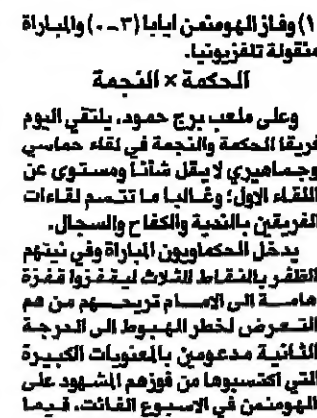 ١) وفاز الهومنمن ايابا (٣ - ٠) والمباراة
منقولة تلفزيونيا.
الحكمة × النجمة
وعلى ملعب برج حمود، يلتقي اليوم
فريقا الحكمة والنجمة في لقاء حماسي
وجماهيري لا يقل شأناً ومستوى عن
اللقاء الاول؛ وغالبا ما تتسم لقاءات
الفريقين بالندية والكفاح والسجال.
يدخل الحكماويون المباراة وفي نيتهم
الظفر بالنقاط الثلاث ليقفزوا قفزة
هامة الى الامام تريحهم من هم
التعرض لخطر الهبوط الى الدرجة
الثانية مدعومين بالمعنويات الكبيرة
التي اكتسبوها من فوزهم المشهود على
الهومنمن في الاسبوع الفائت. فيما